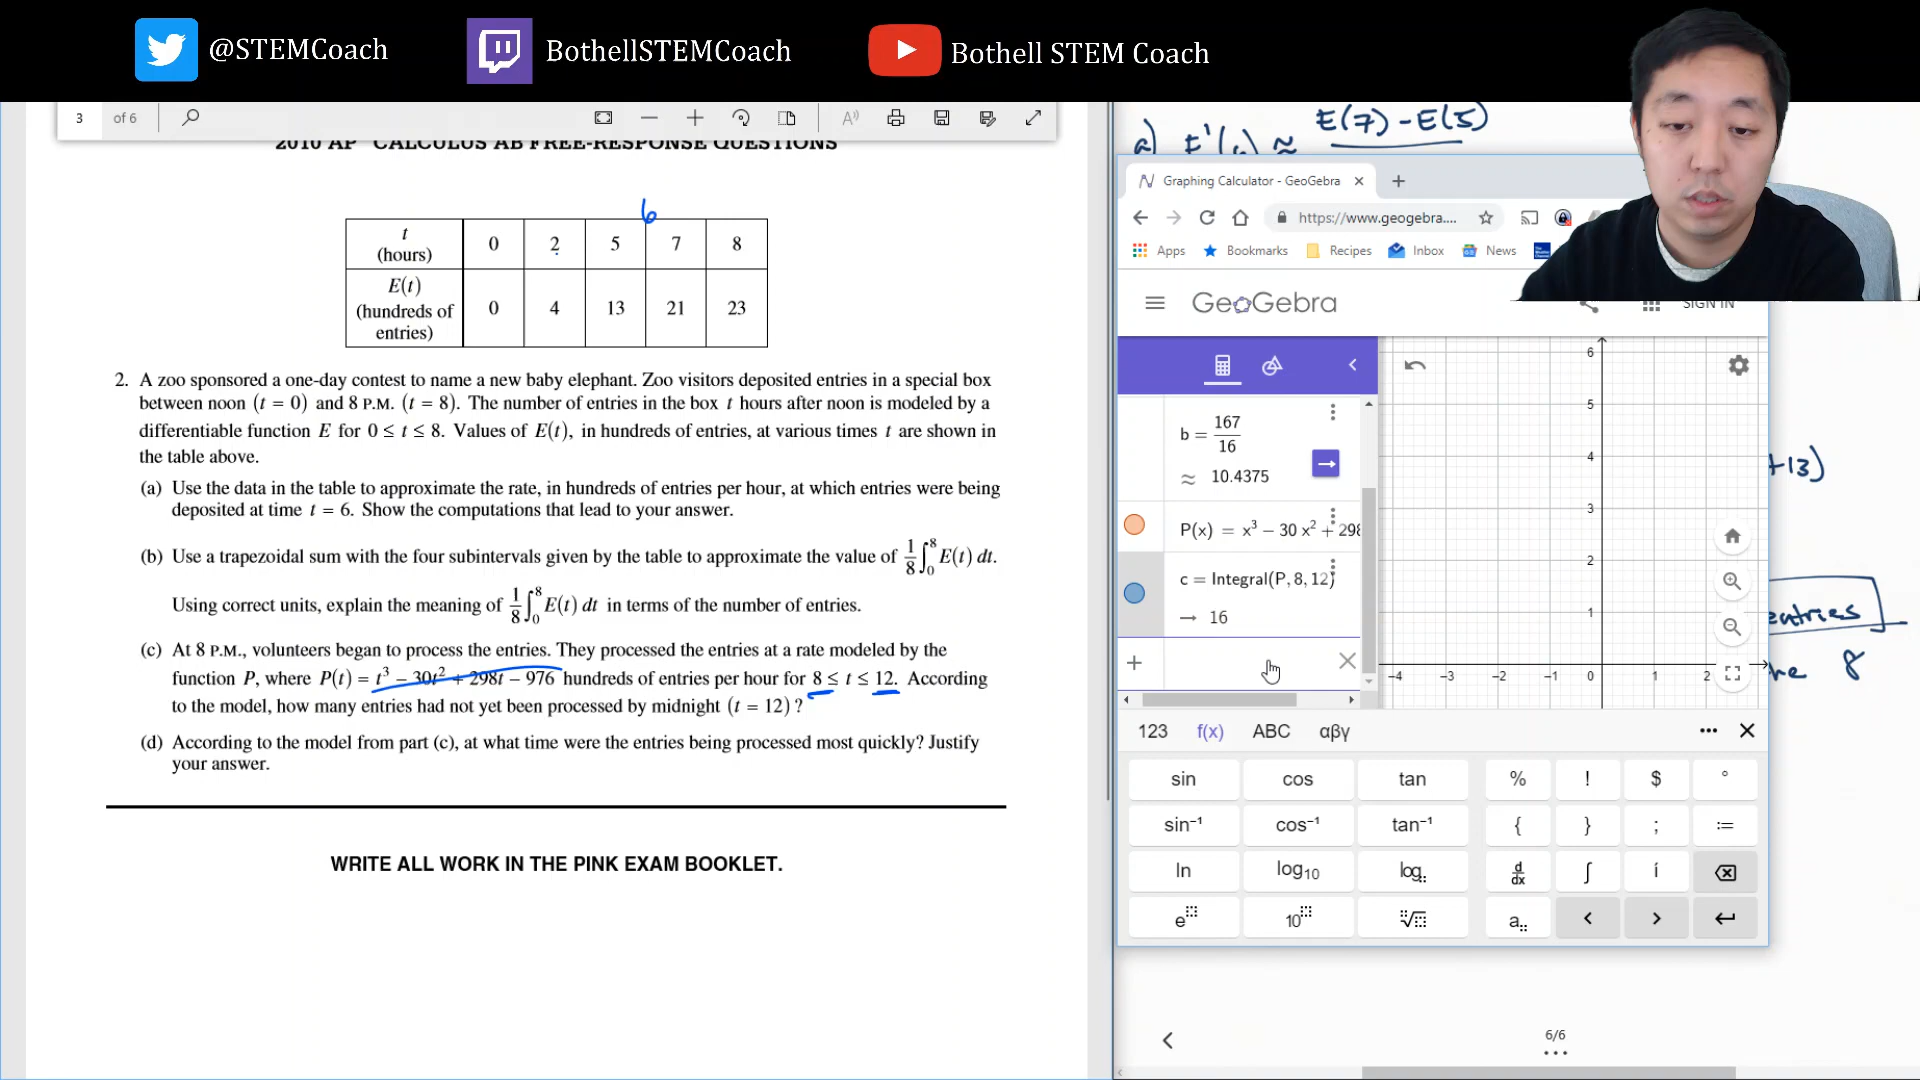 @STEMCoach
BothellSTEMCoach
Bothell STEM Coach
3 of 6
2010 AP CALCULUS AB FREE-RESPONSE QUESTIONS
6
t (hours) 0 2 5 7 8
E(t) (hundreds of entries) 0 4 13 21 23
2. A zoo sponsored a one-day contest to name a new baby elephant. Zoo visitors deposited entries in a special box
between noon (t = 0) and 8 P.M. (t = 8). The number of entries in the box t hours after noon is modeled by a
differentiable function E for 0 ≤ t ≤ 8. Values of E(t), in hundreds of entries, at various times t are shown in
the table above.
(a) Use the data in the table to approximate the rate, in hundreds of entries per hour, at which entries were being
deposited at time t = 6. Show the computations that lead to your answer.
(b) Use a trapezoidal sum with the four subintervals given by the table to approximate the value of 1/8 ∫₀⁸ E(t) dt.
Using correct units, explain the meaning of 1/8 ∫₀⁸ E(t) dt in terms of the number of entries.
(c) At 8 P.M., volunteers began to process the entries. They processed the entries at a rate modeled by the
function P, where P(t) = t³ − 30t² + 298t − 976 hundreds of entries per hour for 8 ≤ t ≤ 12. According
to the model, how many entries had not yet been processed by midnight (t = 12) ?
(d) According to the model from part (c), at what time were the entries being processed most quickly? Justify
your answer.
WRITE ALL WORK IN THE PINK EXAM BOOKLET.
a) E'(6) ≈ E(7) - E(5)
Graphing Calculator - GeoGebra
https://www.geogebra....
Apps Bookmarks Recipes Inbox News
GeoGebra
SIGN IN
b = 167/16
≈ 10.4375
P(x) = x³ − 30 x² + 298
c = Integral(P, 8, 12)
→ 16
6
5
4
3
2
1
-4 -3 -2 -1 0 1 2
+13)
entries
8
123 f(x) ABC αβγ
sin cos tan % ! $ °
sin⁻¹ cos⁻¹ tan⁻¹ { } ; :=
ln log₁₀ log d/dx ∫ í
e 10 √ a < >
6/6